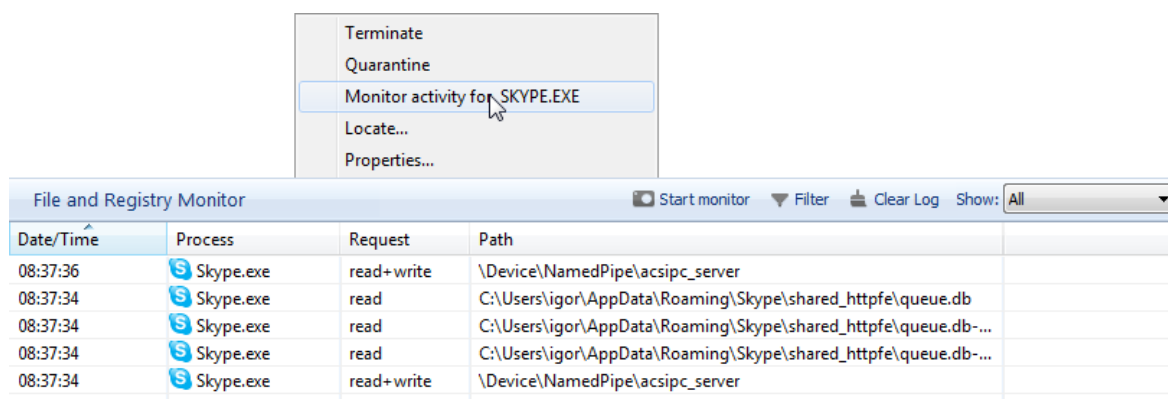 Terminate
Quarantine
Monitor activity for SKYPE.EXE
Locate...
Properties...
File and Registry Monitor Start monitor Filter Clear Log Show: All
Date/Time Process Request Path
08:37:36 Skype.exe read+write \Device\NamedPipe\acsipc_server
08:37:34 Skype.exe read C:\Users\igor\AppData\Roaming\Skype\shared_httpfe\queue.db
08:37:34 Skype.exe read C:\Users\igor\AppData\Roaming\Skype\shared_httpfe\queue.db-...
08:37:34 Skype.exe read C:\Users\igor\AppData\Roaming\Skype\shared_httpfe\queue.db-...
08:37:34 Skype.exe read+write \Device\NamedPipe\acsipc_server